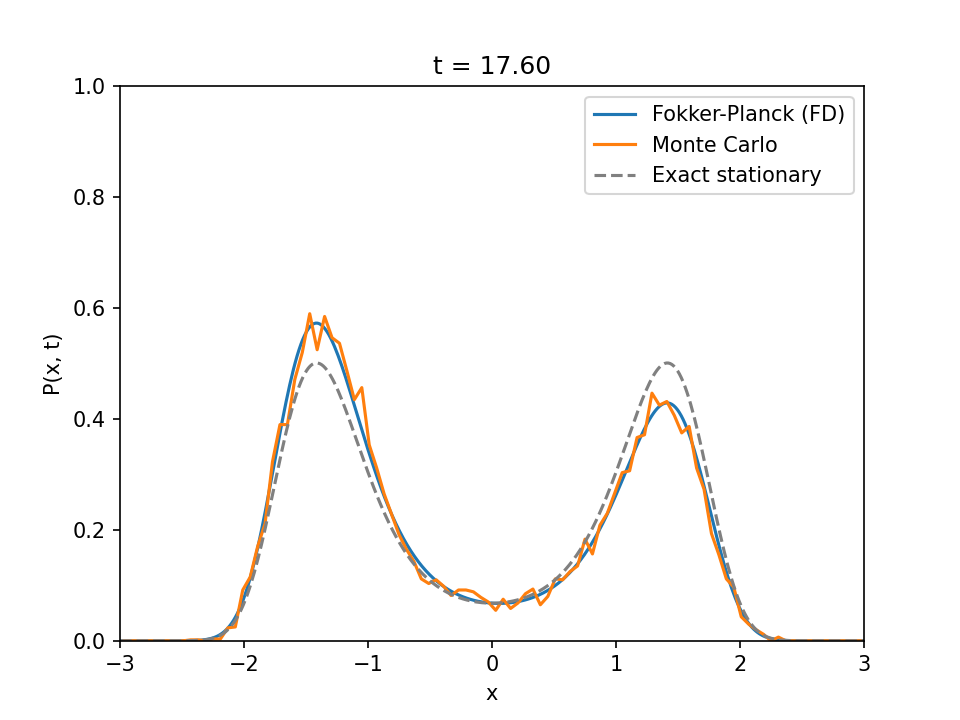 t = 17.60
P(x, t)
1.0
0.8
0.6
0.4
0.2
0.0
Fokker-Planck (FD)
Monte Carlo
Exact stationary
−3 −2 −1 0 1 2 3
x